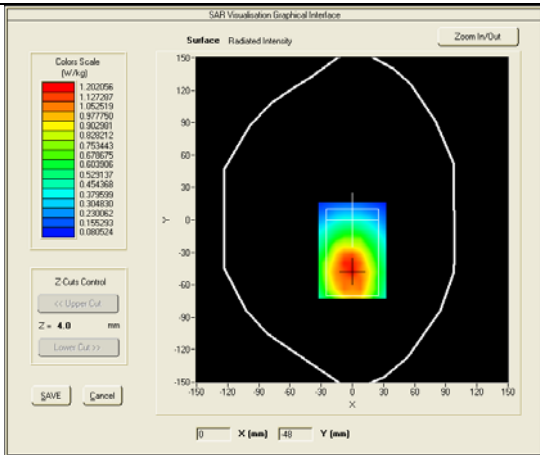 SAR Visualisation Graphical Interface
Surface Radiated Intensity
Zoom In/Out
Colors Scale
(W/kg)
1.202056
1.127287
1.052519
0.977750
0.902981
0.828212
0.753443
0.678675
0.603906
0.529137
0.454368
0.379599
0.304830
0.230062
0.155293
0.080524
Z Cuts Control
<< Upper Cut
Z = 4.0 mm
Lower Cut >>
SAVE Cancel
150-
120-
90-
60-
30-
0-
-30-
-60-
-90-
-120-
-150-
Y
-150 -120 -90 -60 -30 0 30 60 90 120 150
X
0 X (mm) -48 Y (mm)